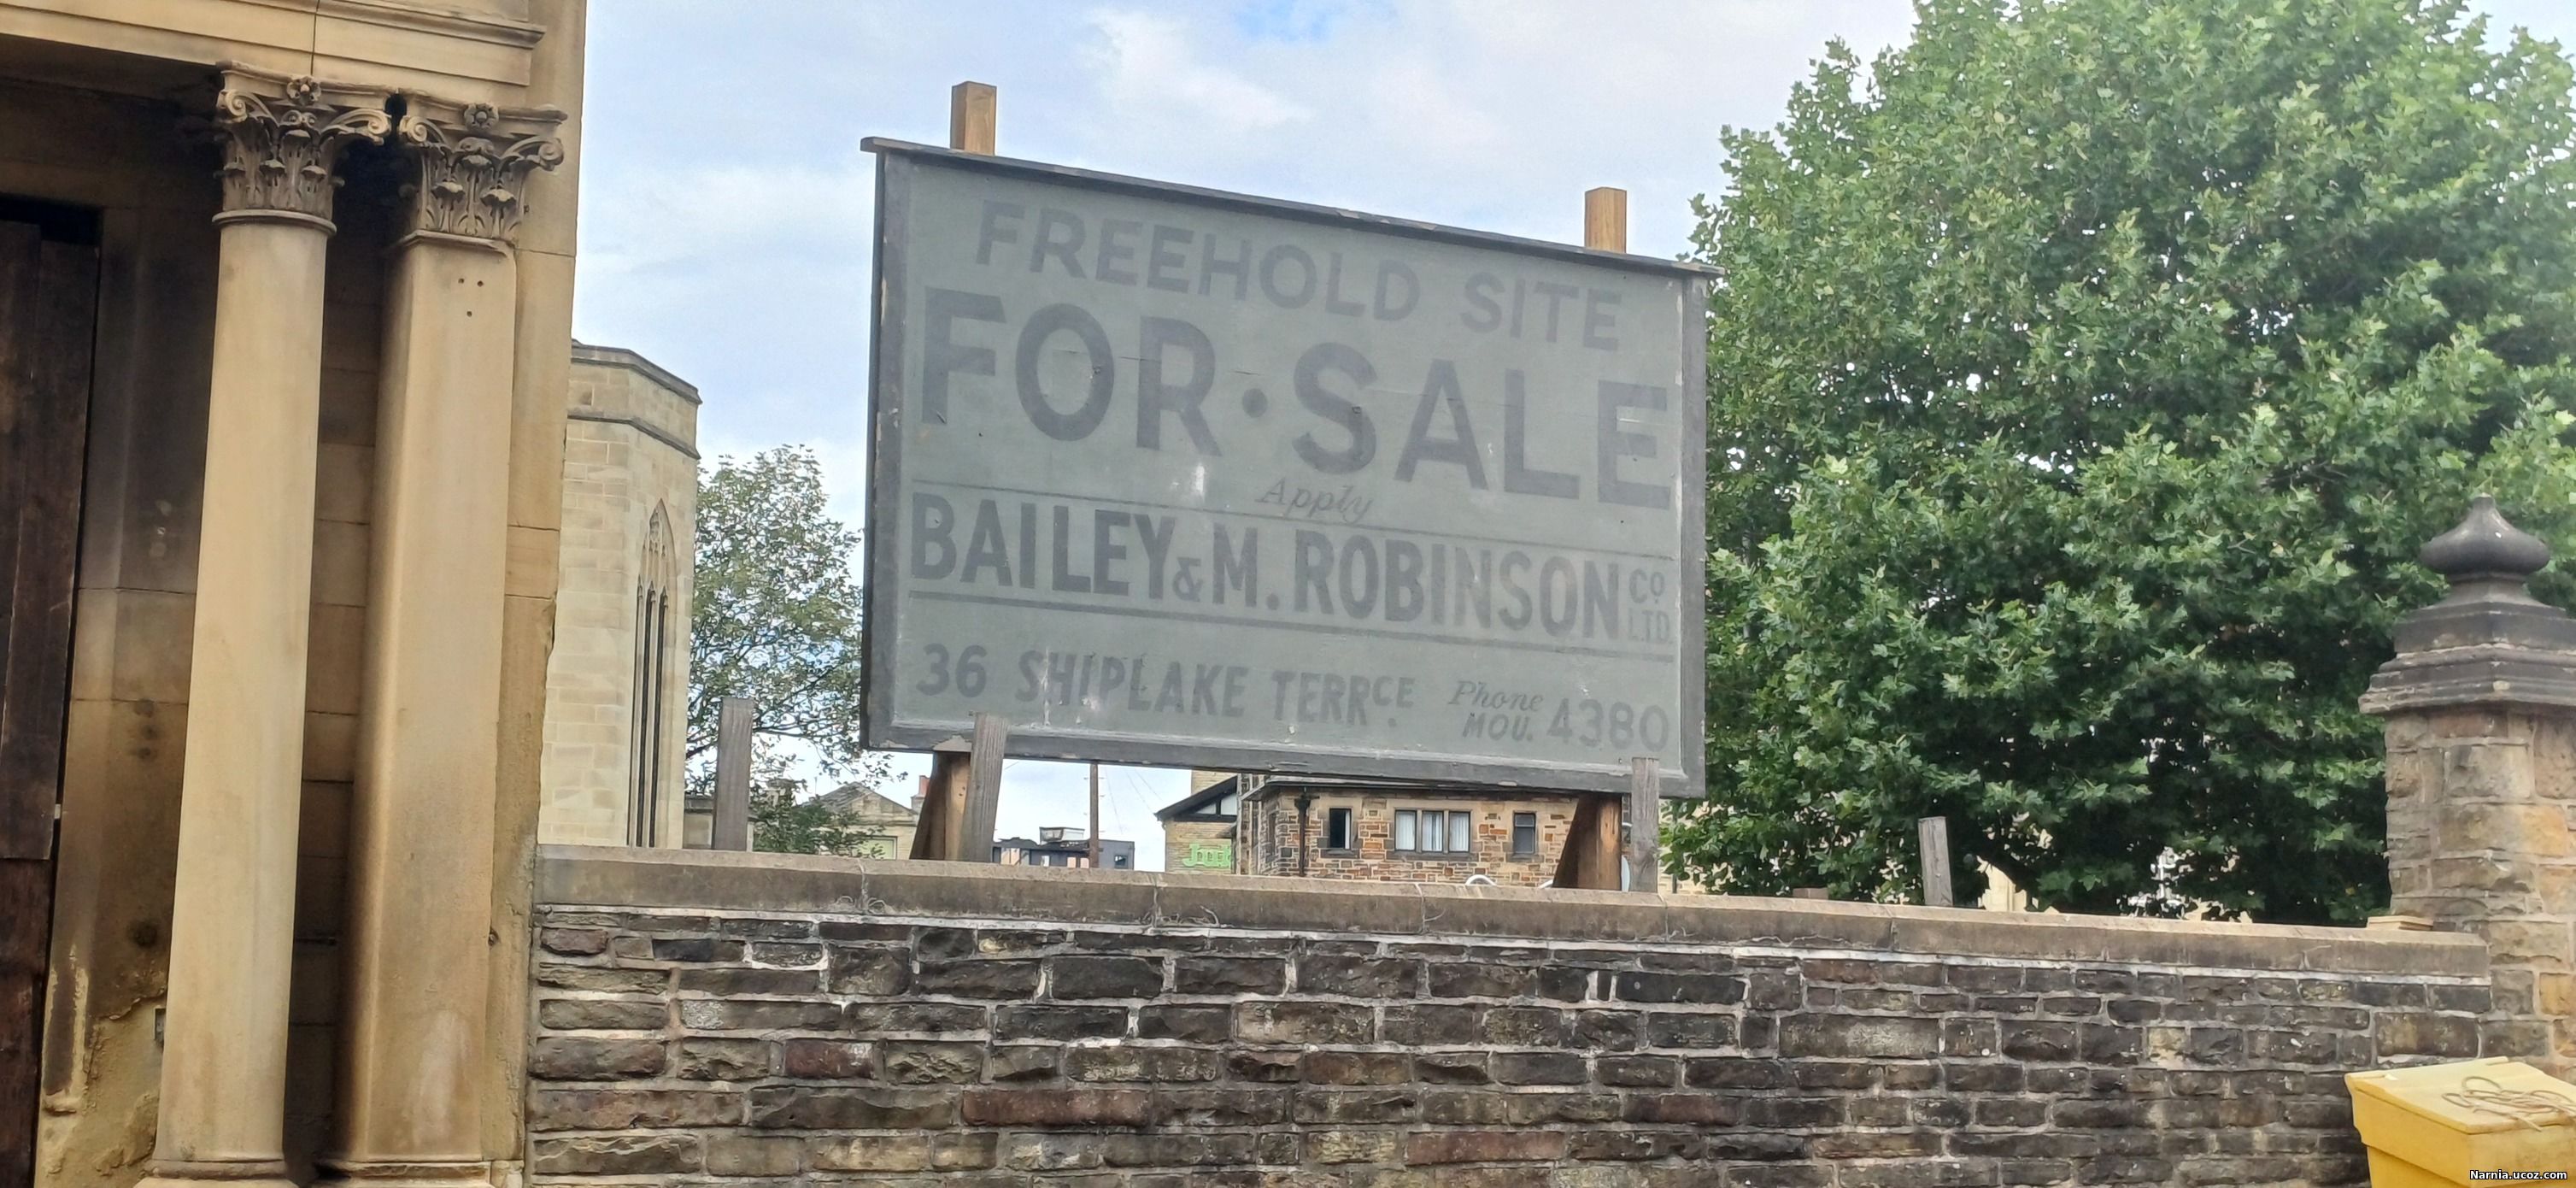 FREEHOLD SITE
FOR • SALE
Apply
BAILEY & M. ROBINSON CO. LTD.
36 SHIPLAKE TERRCE. Phone MOU. 4380
Narnia.ucoz.com